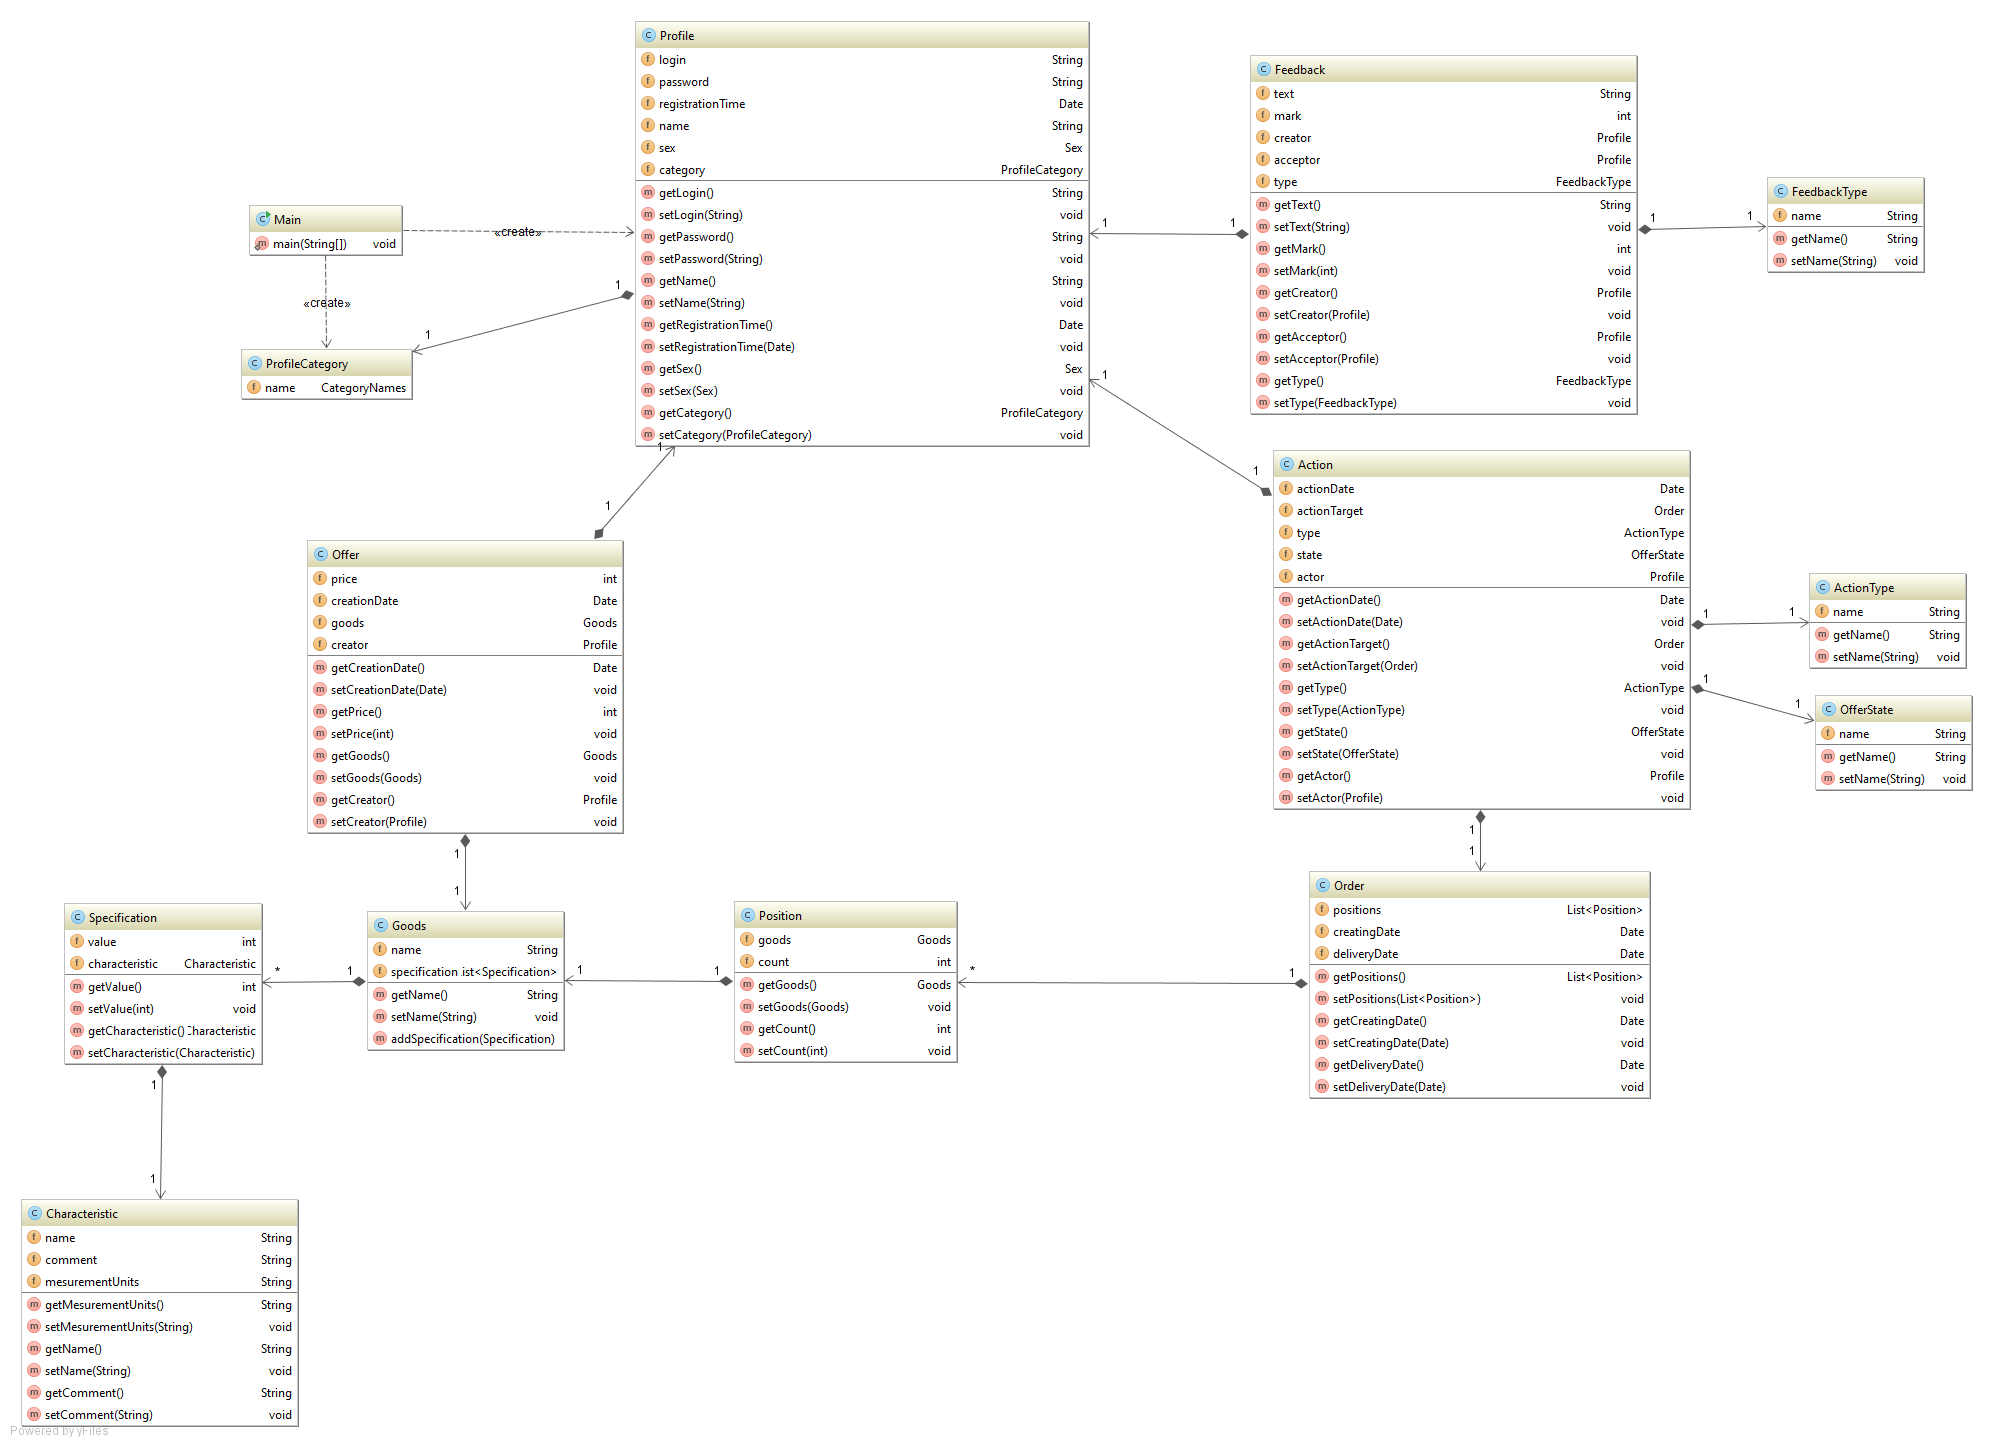 Profile
login String
password String
registrationTime Date
name String
sex Sex
category ProfileCategory
getLogin() String
setLogin(String) void
getPassword() String
setPassword(String) void
getName() String
setName(String) void
getRegistrationTime() Date
setRegistrationTime(Date) void
getSex() Sex
setSex(Sex) void
getCategory() ProfileCategory
setCategory(ProfileCategory) void
Feedback
text String
mark int
creator Profile
acceptor Profile
type FeedbackType
getText() String
setText(String) void
getMark() int
setMark(int) void
getCreator() Profile
setCreator(Profile) void
getAcceptor() Profile
setAcceptor(Profile) void
getType() FeedbackType
setType(FeedbackType) void
FeedbackType
name String
getName() String
setName(String) void
Main
main(String[]) void
«create»
«create»
ProfileCategory
name CategoryNames
1
1
1
1
1
1
1
1
1
1
Action
actionDate Date
actionTarget Order
type ActionType
state OfferState
actor Profile
getActionDate() Date
setActionDate(Date) void
getActionTarget() Order
setActionTarget(Order) void
getType() ActionType
setType(ActionType) void
getState() OfferState
setState(OfferState) void
getActor() Profile
setActor(Profile) void
ActionType
name String
getName() String
setName(String) void
OfferState
name String
getName() String
setName(String) void
1
1
1
1
Offer
price int
creationDate Date
goods Goods
creator Profile
getCreationDate() Date
setCreationDate(Date) void
getPrice() int
setPrice(int) void
getGoods() Goods
setGoods(Goods) void
getCreator() Profile
setCreator(Profile) void
1
1
1
1
Specification
value int
characteristic Characteristic
getValue() int
setValue(int) void
getCharacteristic() Characteristic
setCharacteristic(Characteristic)
* 1
Goods
name String
specification ist<Specification>
getName() String
setName(String) void
addSpecification(Specification)
1 1
Position
goods Goods
count int
getGoods() Goods
setGoods(Goods) void
getCount() int
setCount(int) void
* 1
Order
positions List<Position>
creatingDate Date
deliveryDate Date
getPositions() List<Position>
setPositions(List<Position>) void
getCreatingDate() Date
setCreatingDate(Date) void
getDeliveryDate() Date
setDeliveryDate(Date) void
1
1
Characteristic
name String
comment String
mesurementUnits String
getMesurementUnits() String
setMesurementUnits(String) void
getName() String
setName(String) void
getComment() String
setComment(String) void
Powered by yFiles